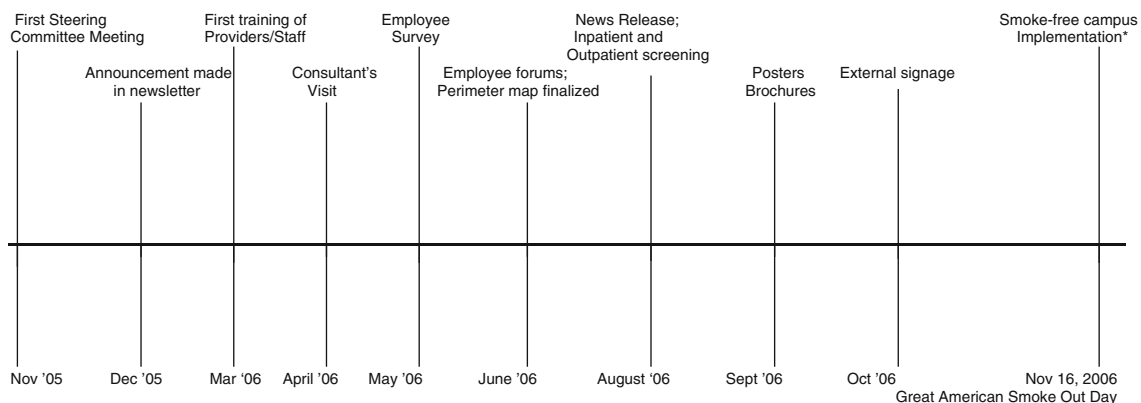 First Steering
Committee Meeting
Announcement made
in newsletter
First training of
Providers/Staff
Consultant's
Visit
Employee
Survey
Employee forums;
Perimeter map finalized
News Release;
Inpatient and
Outpatient screening
Posters
Brochures
External signage
Smoke-free campus
Implementation*
Nov '05
Dec '05
Mar ‘06
April ’06
May ’06
June ’06
August ‘06
Sept ’06
Oct ’06
Nov 16, 2006
Great American Smoke Out Day